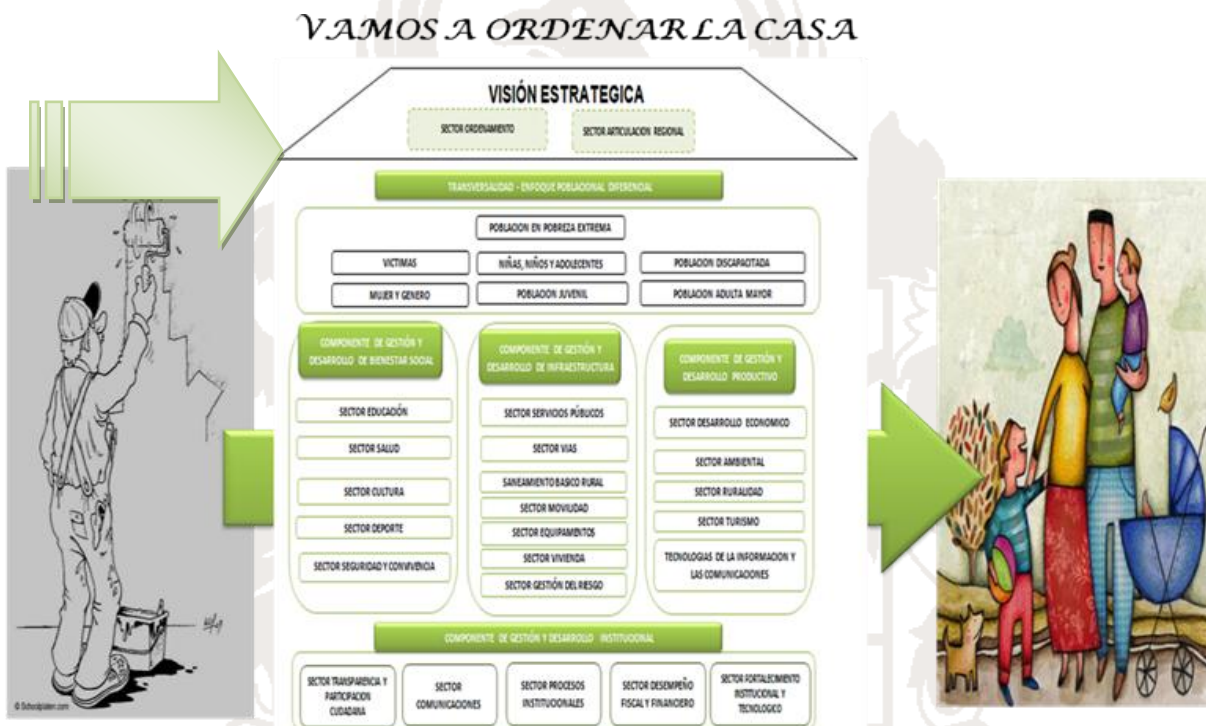 VAMOS A ORDENAR LA CASA
VISIÓN ESTRATEGICA
SECTOR ORDENAMIENTO
SECTOR ARTICULACION REGIONAL
TRANSVERSALIDAD - ENFOQUE POBLACIONAL DIFERENCIAL
POBLACION EN POBREZA EXTREMA
VICTIMAS
NIÑAS, NIÑOS Y ADOLECENTES
POBLACION DISCAPACITADA
MUJER Y GENERO
POBLACION JUVENIL
POBLACION ADULTA MAYOR
COMPONENTE DE GESTIÓN Y
DESARROLLO DE BIENESTAR SOCIAL
SECTOR EDUCACIÓN
SECTOR SALUD
SECTOR CULTURA
SECTOR DEPORTE
SECTOR SEGURIDAD Y CONVIVENCIA
COMPONENTE DE GESTIÓN Y
DESARROLLO DE INFRAESTRUCTURA
SECTOR SERVICIOS PÚBLICOS
SECTOR VIAS
SANEAMIENTO BASICO RURAL
SECTOR MOVILIDAD
SECTOR EQUIPAMENTOS
SECTOR VIVIENDA
SECTOR GESTIÓN DEL RIESGO
COMPONENTE DE GESTIÓN Y
DESARROLLO PRODUCTIVO
SECTOR DESARROLLO ECONOMICO
SECTOR AMBIENTAL
SECTOR RURALIDAD
SECTOR TURISMO
TECNOLOGIAS DE LA INFORMACION Y
LAS COMUNICACIONES
COMPONENTE DE GESTIÓN Y DESARROLLO INSTITUCIONAL
SECTOR TRANSPARENCIA Y
PARTICIPACION
CIUDADANA
SECTOR
COMUNICACIONES
SECTOR PROCESOS
INSTITUCIONALES
SECTOR DESEMPEÑO
FISCAL Y FINANCIERO
SECTOR FORTALECIMIENTO
INSTITUCIONAL Y
TECNOLOGICO
© Schoolplaten.com